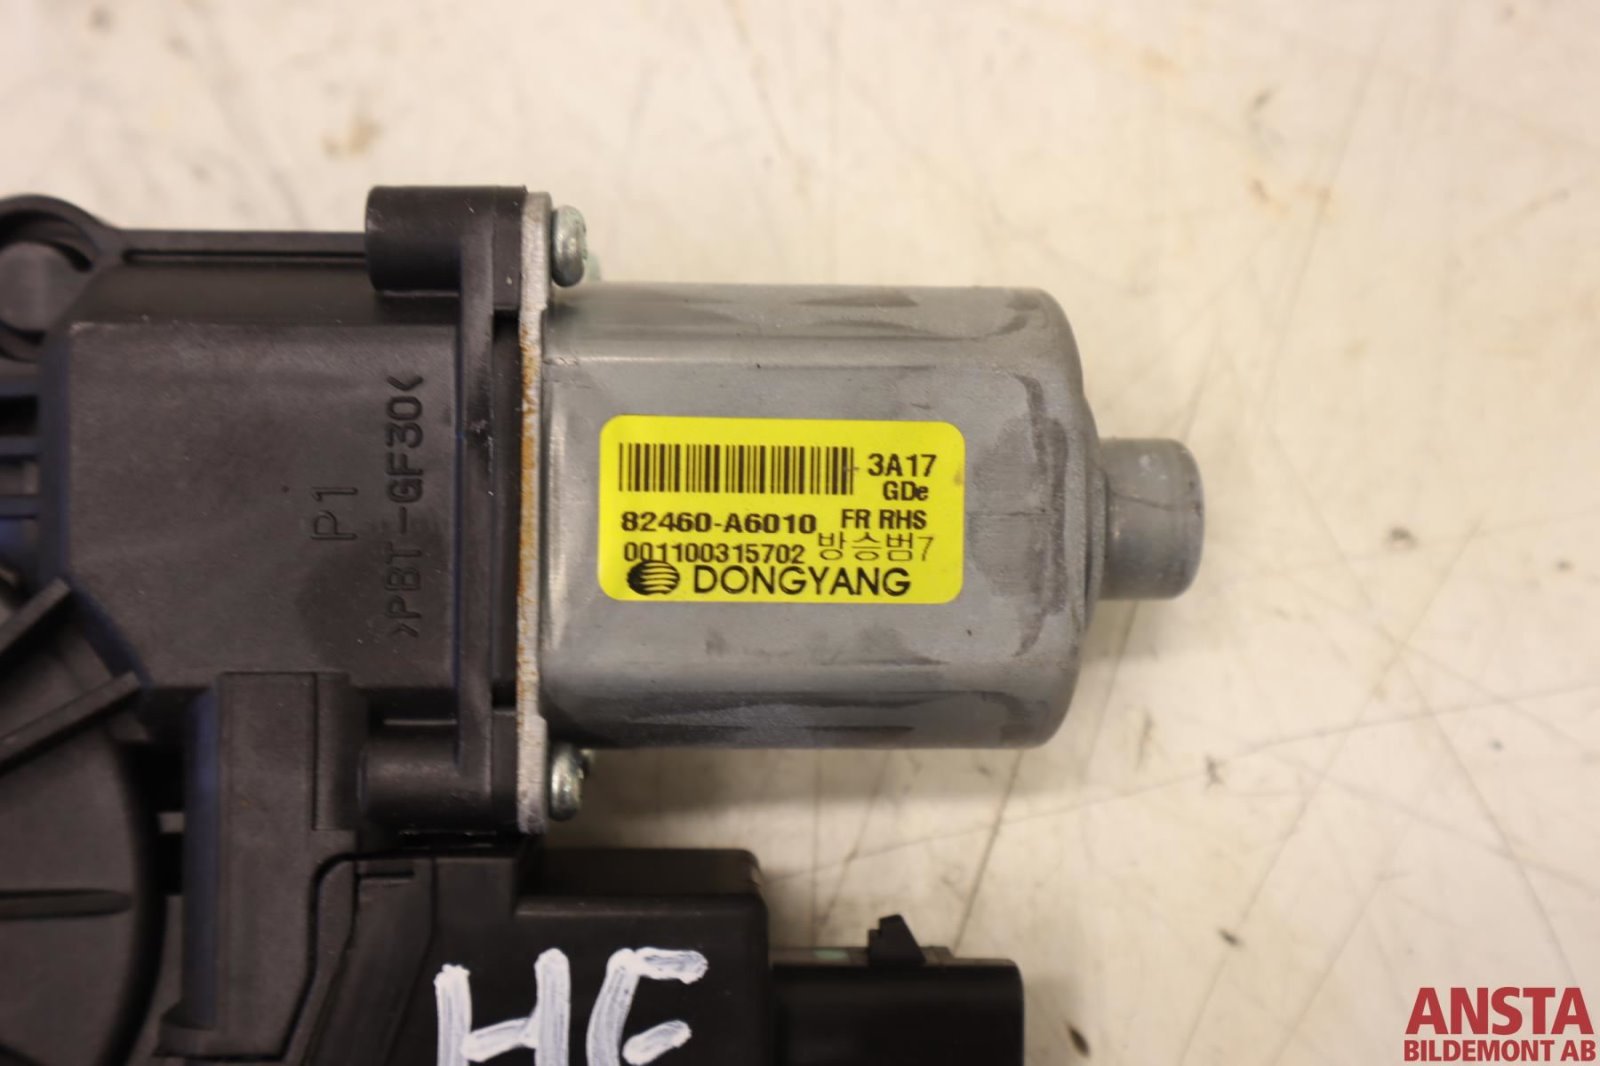 3A17
GDe
82460-A6010 FR RHS
001100315702 방승범7
DONGYANG
P1
>PBT-GF30<
HF
ANSTA
BILDEMONT AB